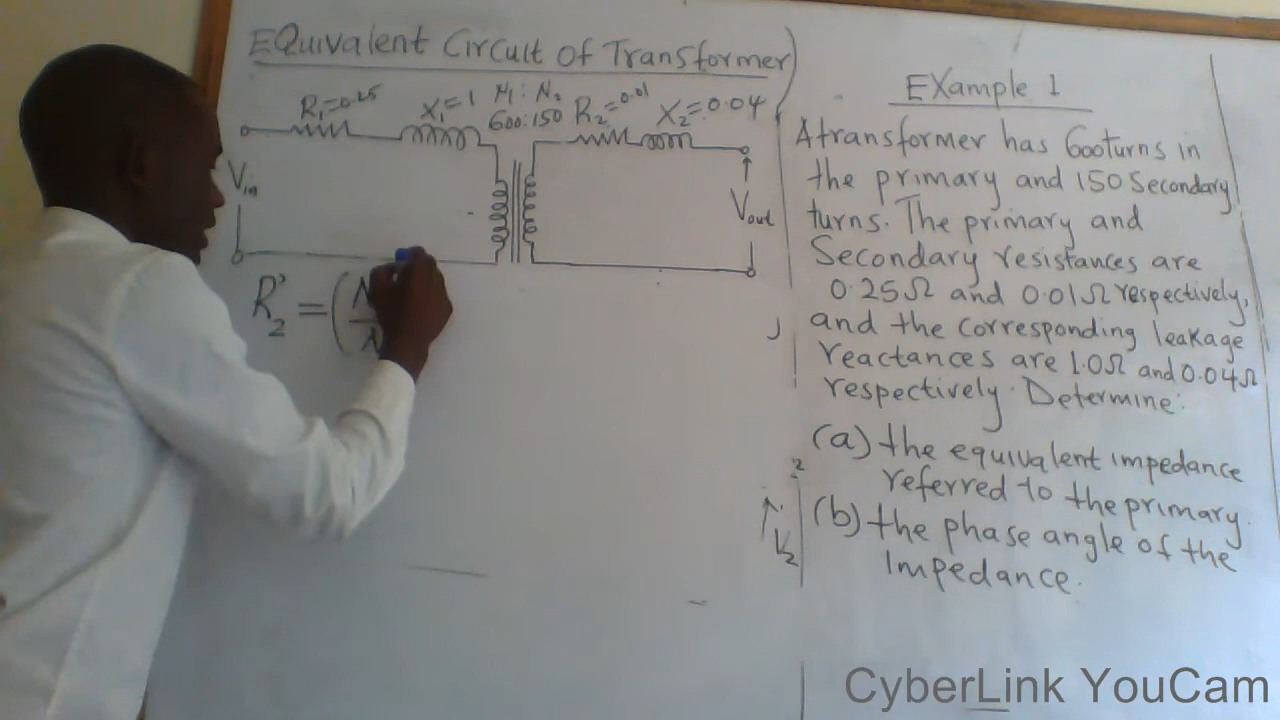 EQuivalent Circuit Of Transformer
R1=0.25 X1=1 N1:N2 R2=0.01 X2=0.04
600:150
Vin
Vout
R2' = (
Example 1
A transformer has 600 turns in
the primary and 150 Secondary
turns. The primary and
Secondary resistances are
0.25Ω and 0.01Ω respectively,
and the corresponding leakage
reactances are 1.0Ω and 0.04Ω
respectively. Determine:
(a) the equivalent impedance
referred to the primary.
(b) the phase angle of the
Impedance.
V2
CyberLink YouCam